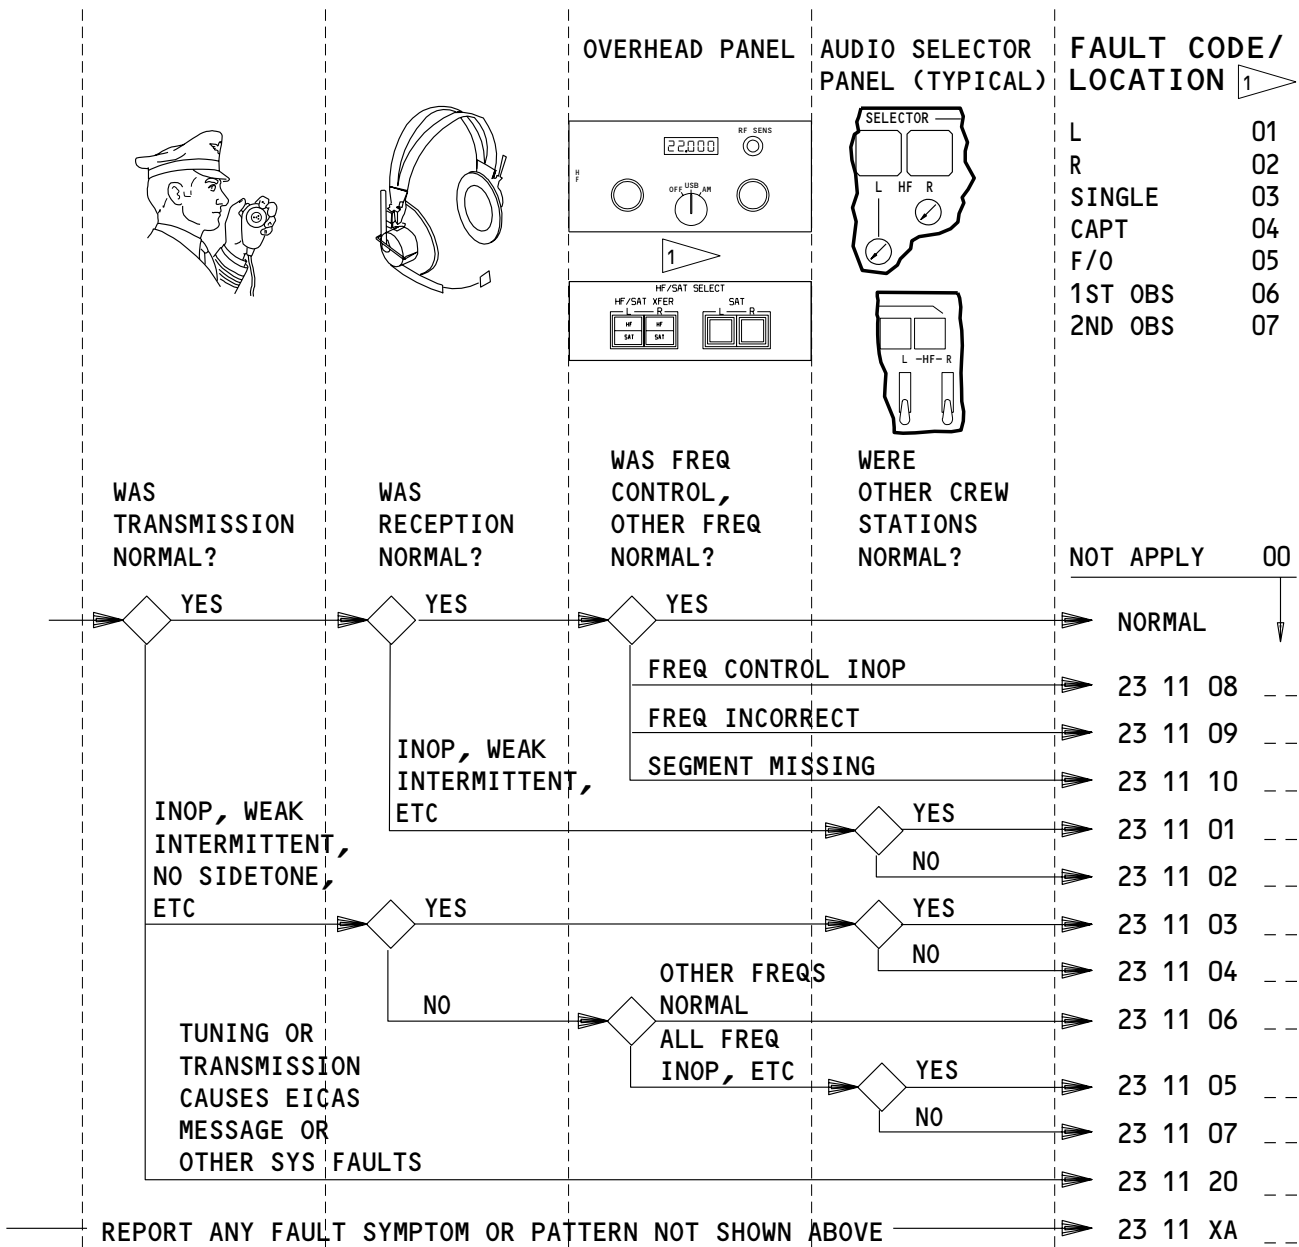 OVERHEAD PANEL
AUDIO SELECTOR
PANEL (TYPICAL)
FAULT CODE/
LOCATION 1
L 01
R 02
SINGLE 03
CAPT 04
F/O 05
1ST OBS 06
2ND OBS 07
RF SENS
22,000
HF
OFF USB AM
1
HF/SAT SELECT
HF/SAT XFER
L R
HF HF
SAT SAT
SAT
L R
SELECTOR
L HF R
L -HF- R
WAS
TRANSMISSION
NORMAL?
WAS
RECEPTION
NORMAL?
WAS FREQ
CONTROL,
OTHER FREQ
NORMAL?
WERE
OTHER CREW
STATIONS
NORMAL?
NOT APPLY 00
YES
YES
YES
NORMAL
FREQ CONTROL INOP
23 11 08 _ _
FREQ INCORRECT
23 11 09 _ _
SEGMENT MISSING
23 11 10 _ _
INOP, WEAK
INTERMITTENT,
ETC
YES
23 11 01 _ _
NO
23 11 02 _ _
INOP, WEAK
INTERMITTENT,
NO SIDETONE,
ETC
YES
YES
23 11 03 _ _
NO
23 11 04 _ _
NO
OTHER FREQS
NORMAL
23 11 06 _ _
ALL FREQ
INOP, ETC
YES
23 11 05 _ _
NO
23 11 07 _ _
TUNING OR
TRANSMISSION
CAUSES EICAS
MESSAGE OR
OTHER SYS FAULTS
23 11 20 _ _
REPORT ANY FAULT SYMPTOM OR PATTERN NOT SHOWN ABOVE
23 11 XA _ _